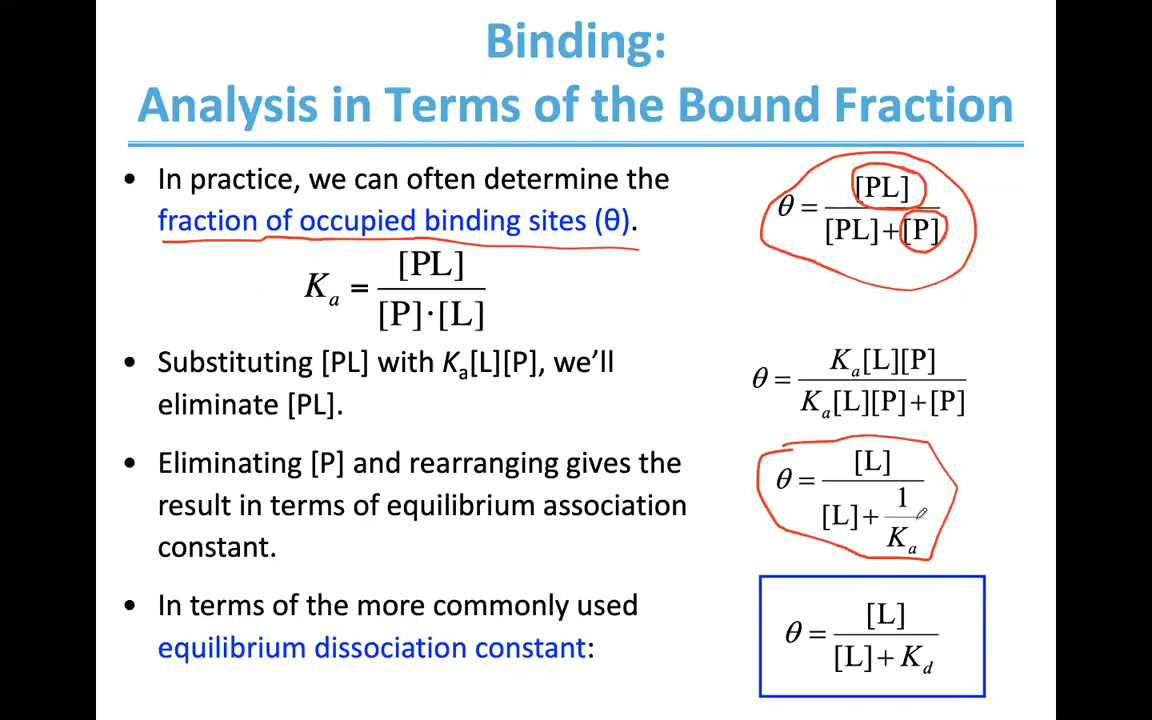 Binding:
Analysis in Terms of the Bound Fraction
• In practice, we can often determine the
fraction of occupied binding sites (θ).
θ = [PL] / [PL]+[P]
K_a = [PL] / [P]·[L]
• Substituting [PL] with K_a[L][P], we’ll
eliminate [PL].
θ = K_a[L][P] / K_a[L][P]+[P]
• Eliminating [P] and rearranging gives the
result in terms of equilibrium association
constant.
θ = [L] / [L]+ 1 / K_a
• In terms of the more commonly used
equilibrium dissociation constant:
θ = [L] / [L]+ K_d